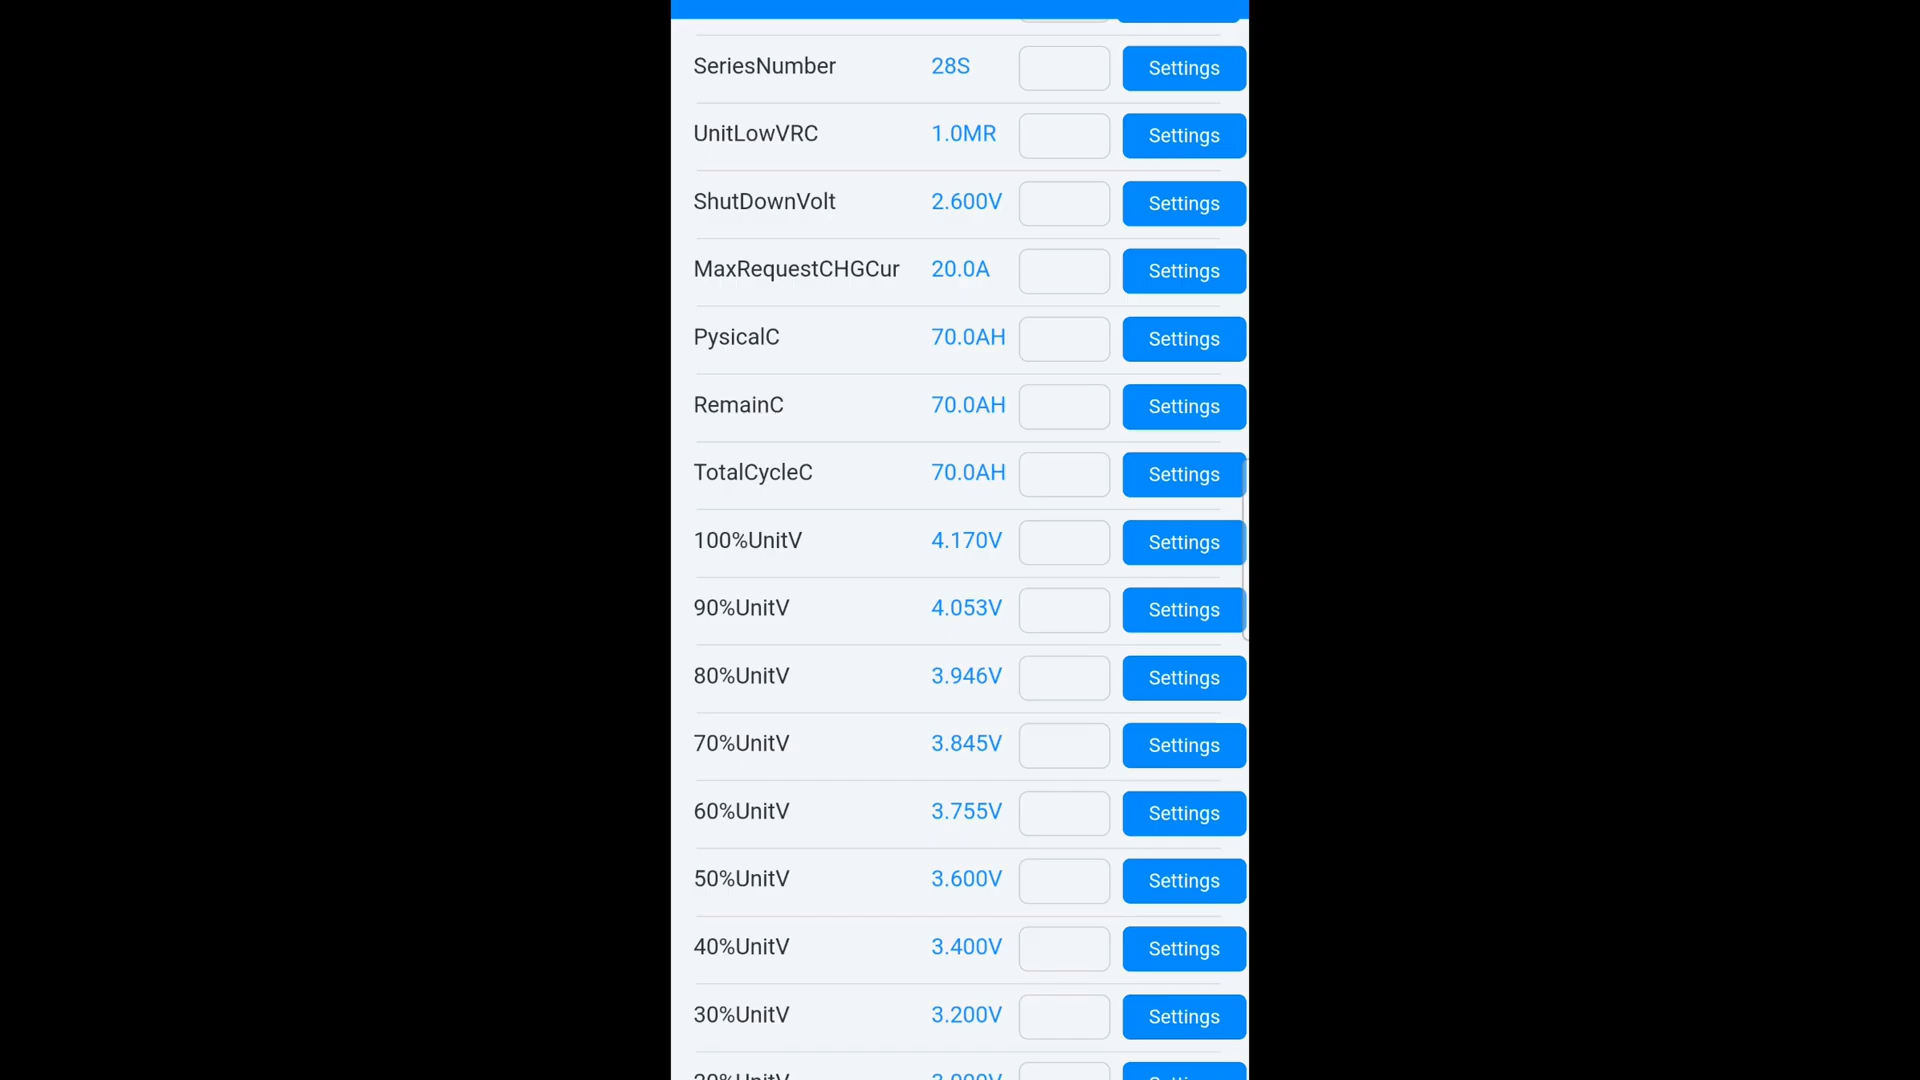 SeriesNumber 28S Settings
UnitLowVRC 1.0MR Settings
ShutDownVolt 2.600V Settings
MaxRequestCHGCur 20.0A Settings
PysicalC 70.0AH Settings
RemainC 70.0AH Settings
TotalCycleC 70.0AH Settings
100%UnitV 4.170V Settings
90%UnitV 4.053V Settings
80%UnitV 3.946V Settings
70%UnitV 3.845V Settings
60%UnitV 3.755V Settings
50%UnitV 3.600V Settings
40%UnitV 3.400V Settings
30%UnitV 3.200V Settings